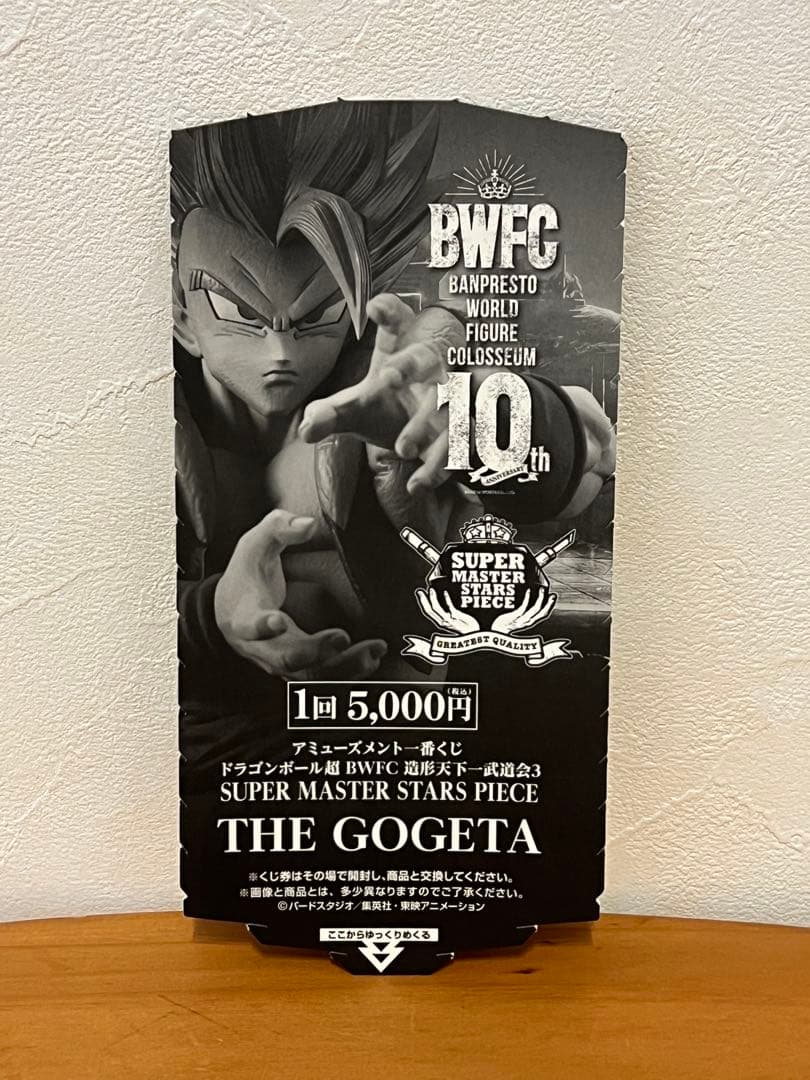 BWFC
BANPRESTO
WORLD
FIGURE
COLOSSEUM
10th
ANNIVERSARY
SUPER
MASTER
STARS
PIECE
GREATEST QUALITY
1回 5,000円(税込)
アミューズメント一番くじ
ドラゴンボール超 BWFC 造形天下一武道会3
SUPER MASTER STARS PIECE
THE GOGETA
※くじ券はその場で開封し、商品と交換してください。
※画像と商品とは、多少異なりますのでご了承ください。
©バードスタジオ/集英社・東映アニメーション
ここからゆっくりめくる